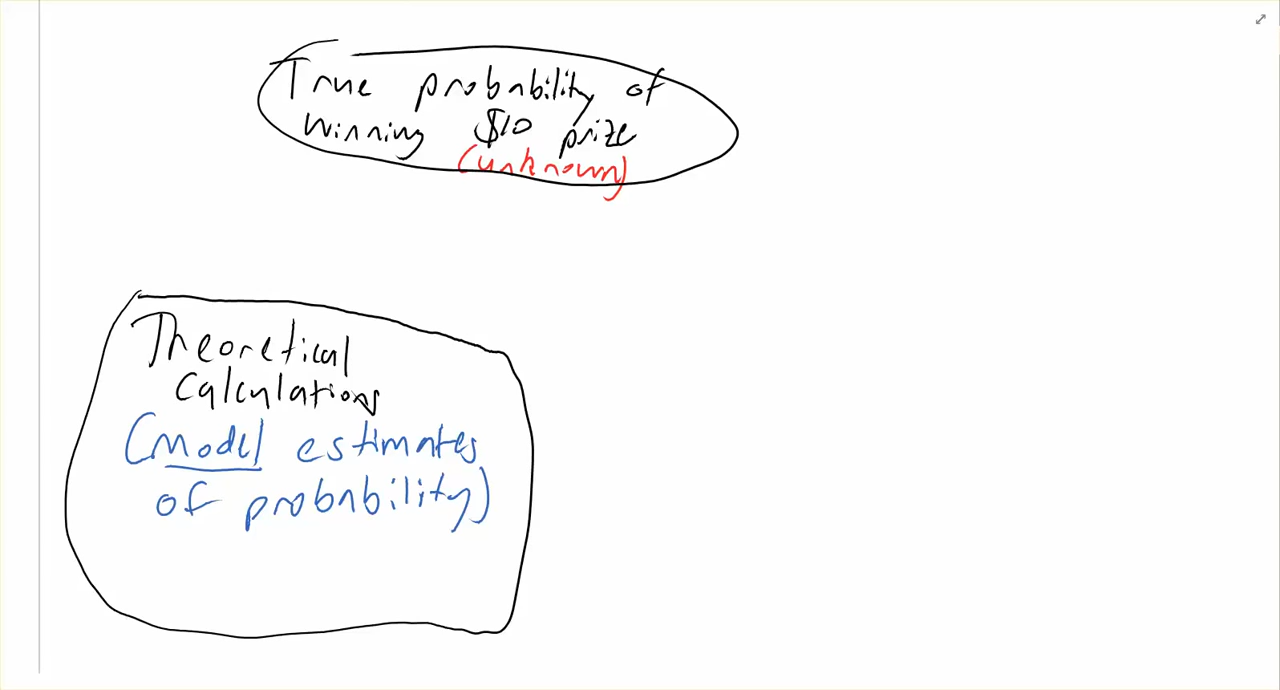 True probability of
winning $10 prize
(unknown)
Theoretical
Calculations
(Model estimates
of probability)